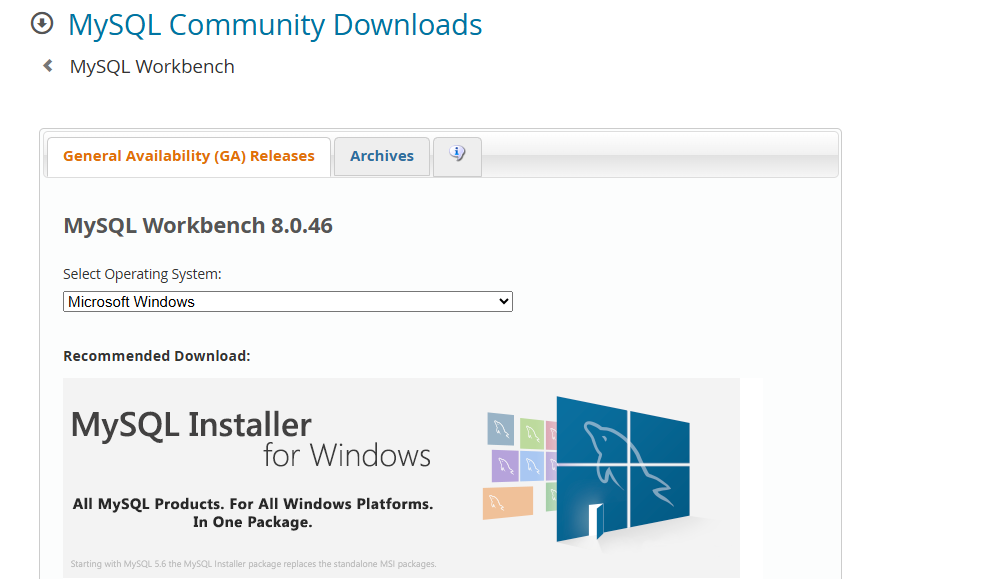 MySQL Community Downloads
MySQL Workbench
General Availability (GA) Releases
Archives
MySQL Workbench 8.0.46
Select Operating System:
Microsoft Windows
Recommended Download:
MySQL Installer
for Windows
All MySQL Products. For All Windows Platforms.
In One Package.
Starting with MySQL 5.6 the MySQL Installer package replaces the standalone MSI packages.